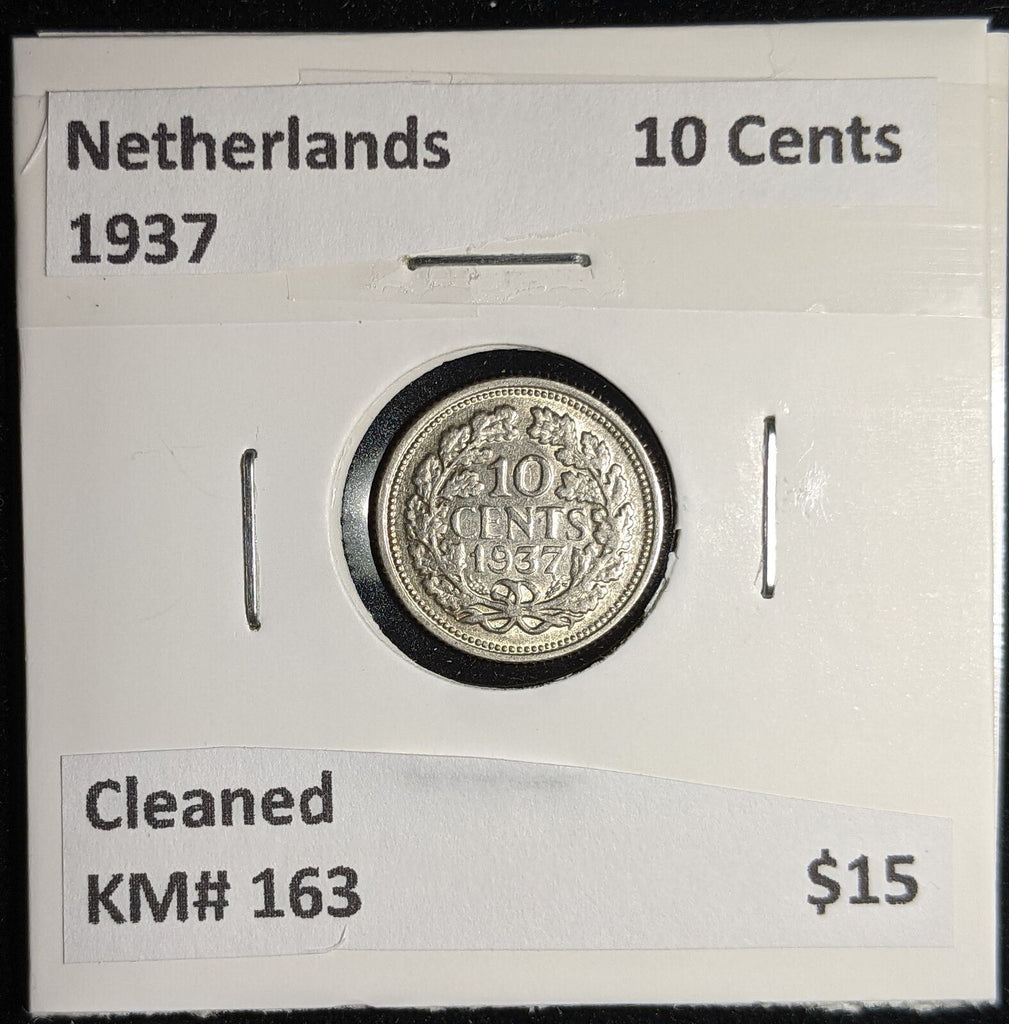 Netherlands 10 Cents
1937
10
CENTS
1937
Cleaned
KM# 163 $15